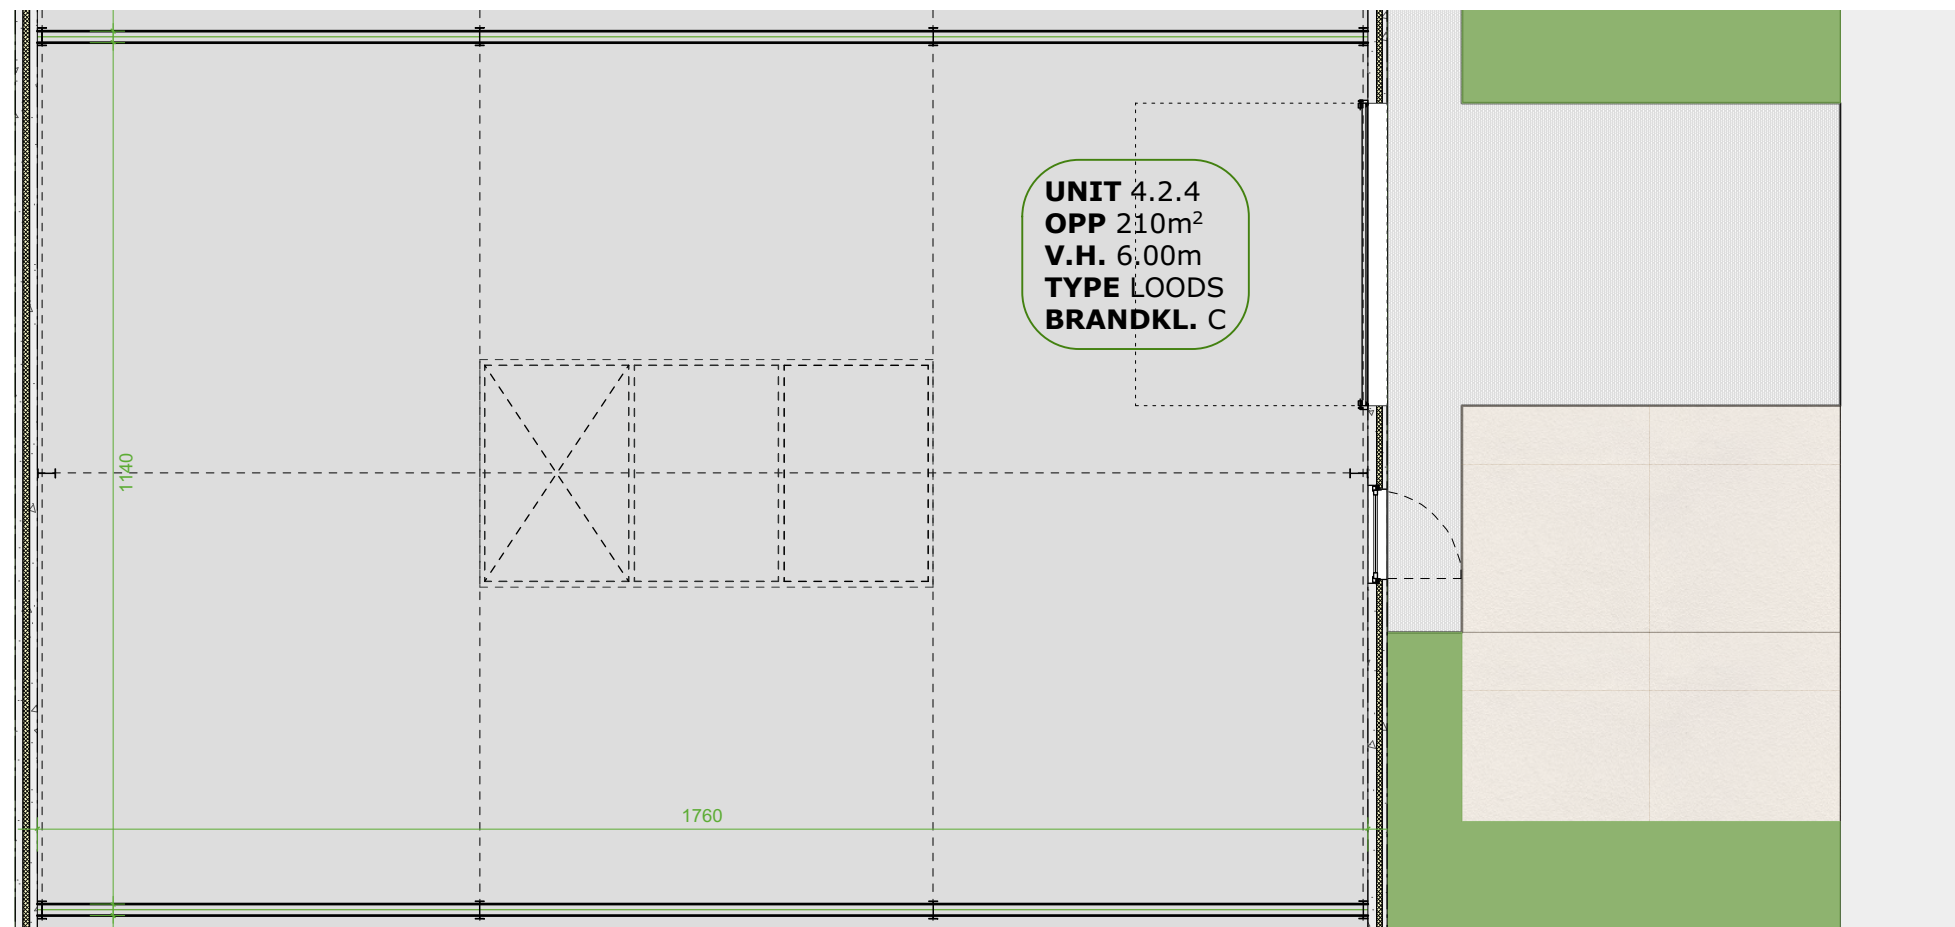 UNIT 4.2.4
OPP 210m²
V.H. 6.00m
TYPE LOODS
BRANDKL. C
1140
1760